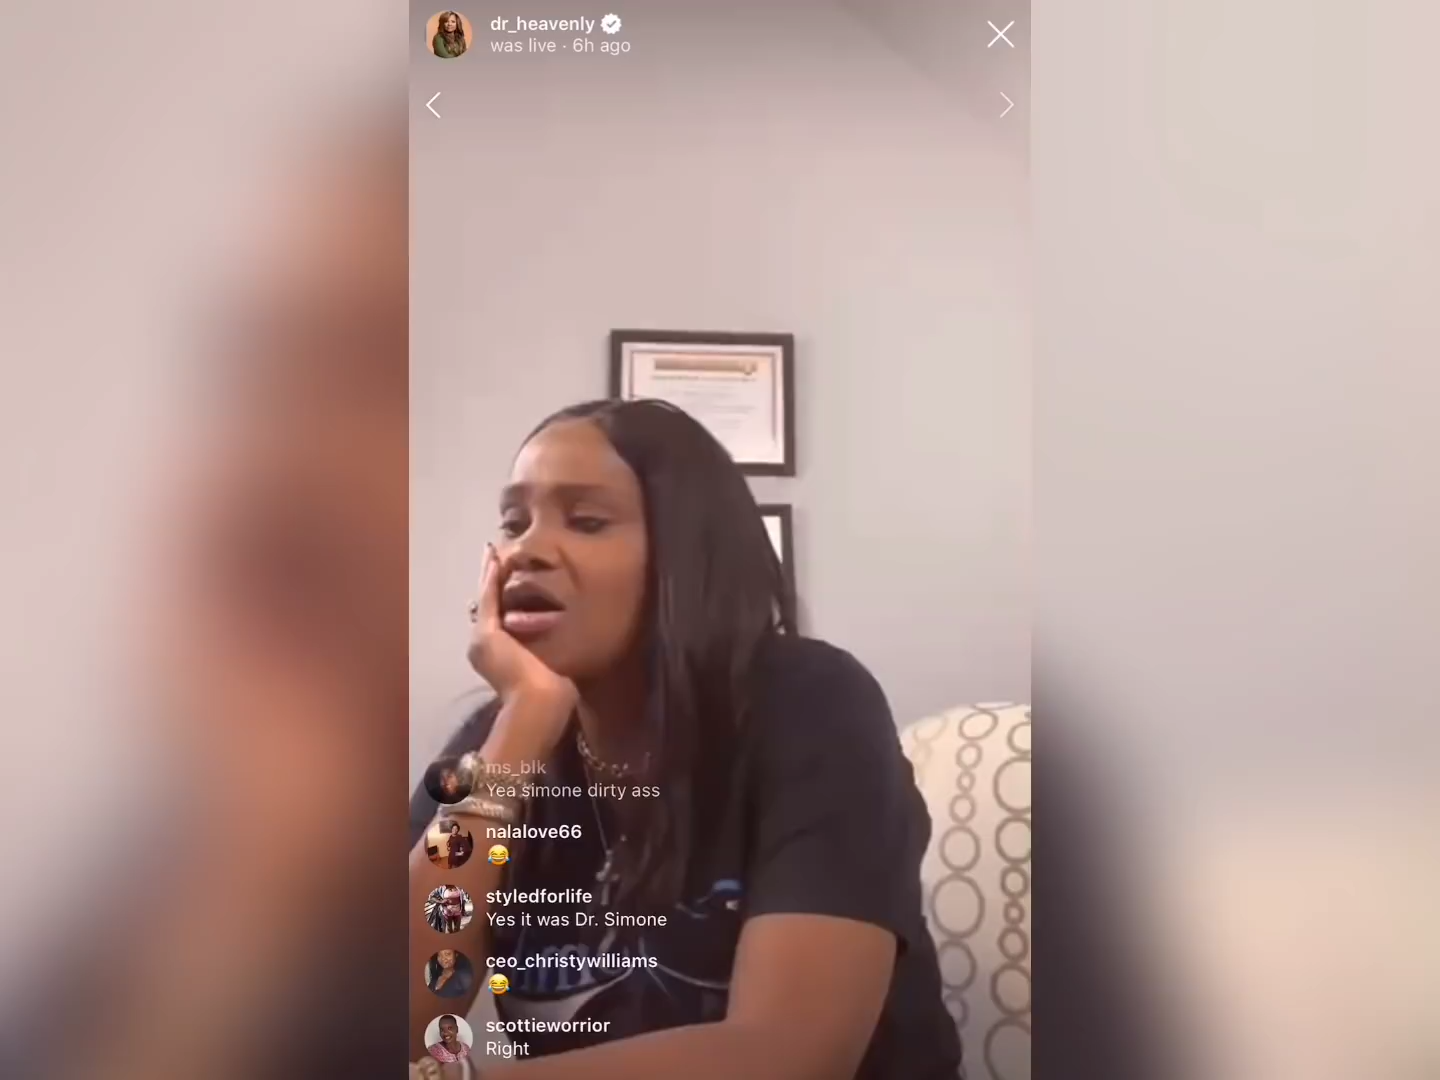 dr_heavenly
was live · 6h ago
ms_blk
Yea simone dirty ass
nalalove66
😂
styledforlife
Yes it was Dr. Simone
ceo_christywilliams
😂
scottieworrior
Right